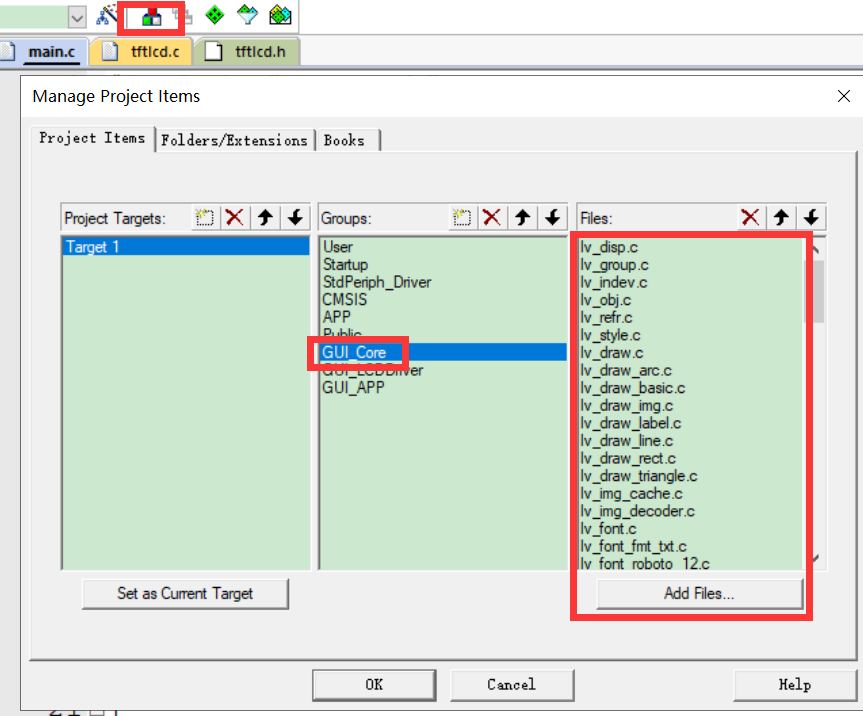 main.c tftlcd.c tftlcd.h
Manage Project Items
Project Items Folders/Extensions Books
Project Targets: Groups: Files:
Target 1
User
Startup
StdPeriph_Driver
CMSIS
APP
Public
GUI_Core
GUI_LCDDriver
GUI_APP
lv_disp.c
lv_group.c
lv_indev.c
lv_obj.c
lv_refr.c
lv_style.c
lv_draw.c
lv_draw_arc.c
lv_draw_basic.c
lv_draw_img.c
lv_draw_label.c
lv_draw_line.c
lv_draw_rect.c
lv_draw_triangle.c
lv_img_cache.c
lv_img_decoder.c
lv_font.c
lv_font_fmt_txt.c
lv_font_roboto_12.c
Set as Current Target
Add Files...
OK Cancel Help